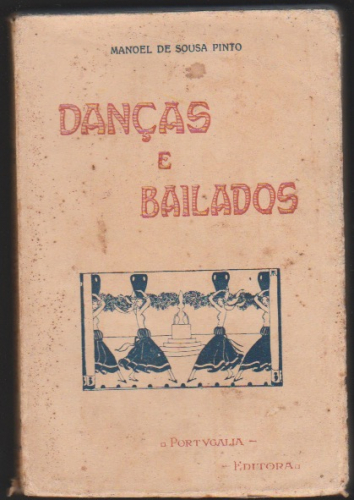 MANOEL DE SOUSA PINTO
DANÇAS
E
BAILADOS
PORTVGALIA
EDITORA